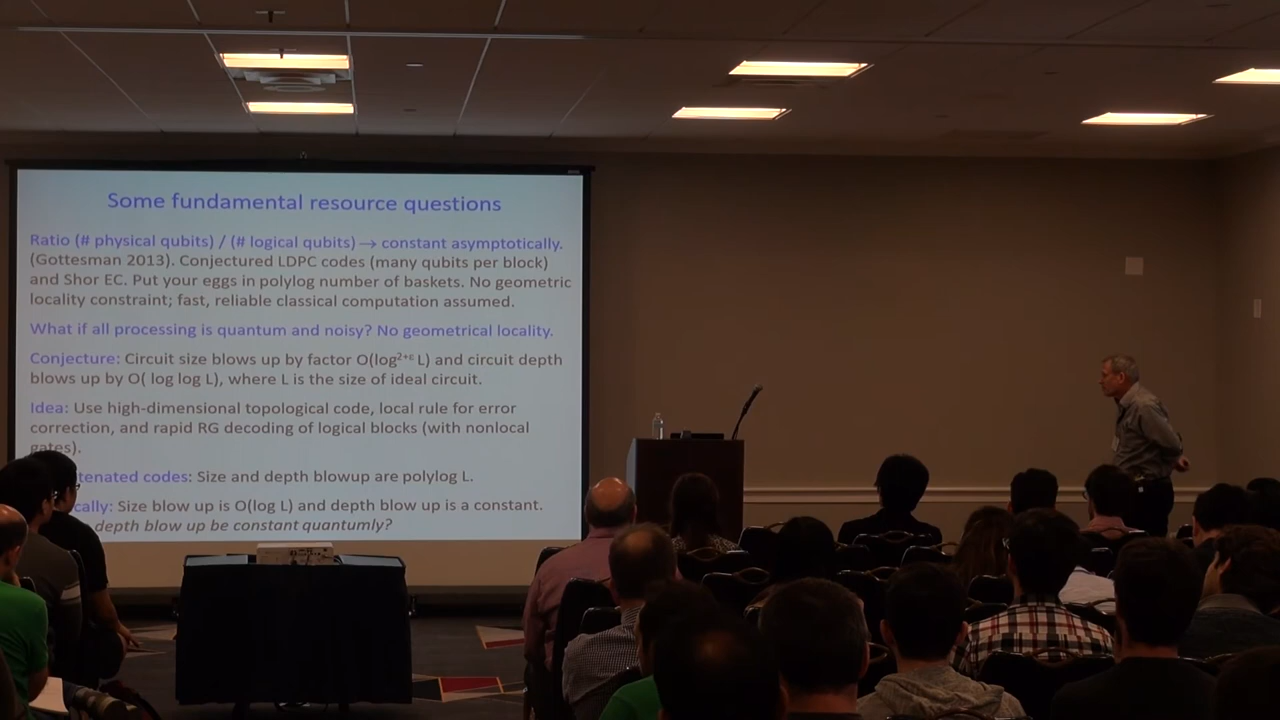 Some fundamental resource questions
Ratio (# physical qubits) / (# logical qubits) → constant asymptotically.
(Gottesman 2013). Conjectured LDPC codes (many qubits per block)
and Shor EC. Put your eggs in polylog number of baskets. No geometric
locality constraint; fast, reliable classical computation assumed.
What if all processing is quantum and noisy? No geometrical locality.
Conjecture: Circuit size blows up by factor O(log²⁺ᵋ L) and circuit depth
blows up by O( log log L), where L is the size of ideal circuit.
Idea: Use high-dimensional topological code, local rule for error
correction, and rapid RG decoding of logical blocks (with nonlocal
gates).
tenated codes: Size and depth blowup are polylog L.
cally: Size blow up is O(log L) and depth blow up is a constant.
depth blow up be constant quantumly?